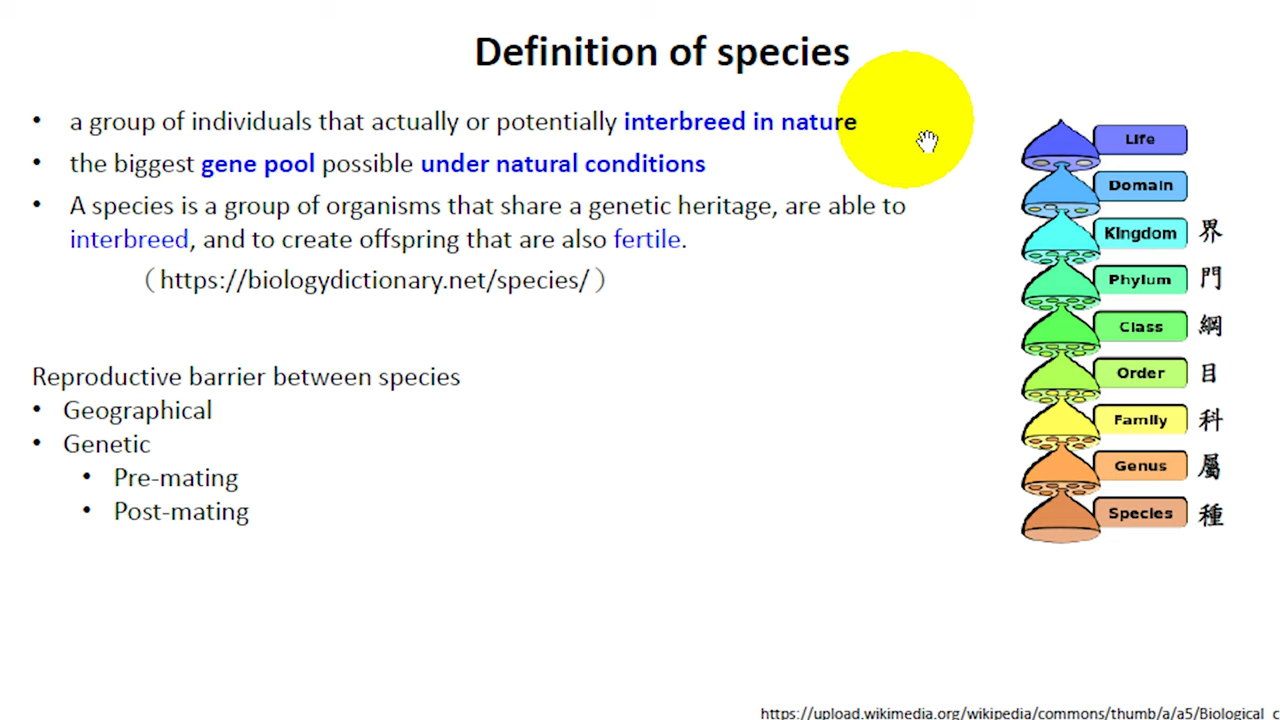 Definition of species
• a group of individuals that actually or potentially interbreed in nature
• the biggest gene pool possible under natural conditions
• A species is a group of organisms that share a genetic heritage, are able to
interbreed, and to create offspring that are also fertile.
（https://biologydictionary.net/species/）
Reproductive barrier between species
• Geographical
• Genetic
• Pre-mating
• Post-mating
Life
Domain
Kingdom 界
Phylum 門
Class 綱
Order 目
Family 科
Genus 屬
Species 種
https://upload.wikimedia.org/wikipedia/commons/thumb/a/a5/Biological_c